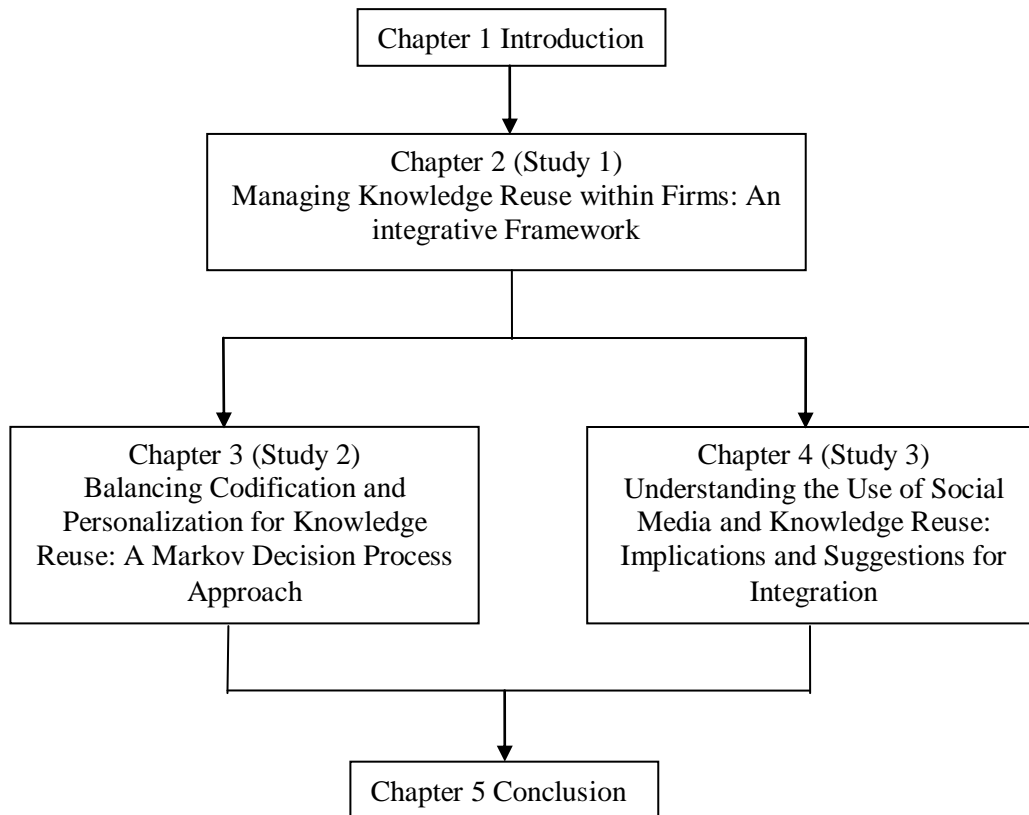 Chapter 1 Introduction
Chapter 2 (Study 1)
Managing Knowledge Reuse within Firms: An
integrative Framework
Chapter 3 (Study 2)
Balancing Codification and
Personalization for Knowledge
Reuse: A Markov Decision Process
Approach
Chapter 4 (Study 3)
Understanding the Use of Social
Media and Knowledge Reuse:
Implications and Suggestions for
Integration
Chapter 5 Conclusion